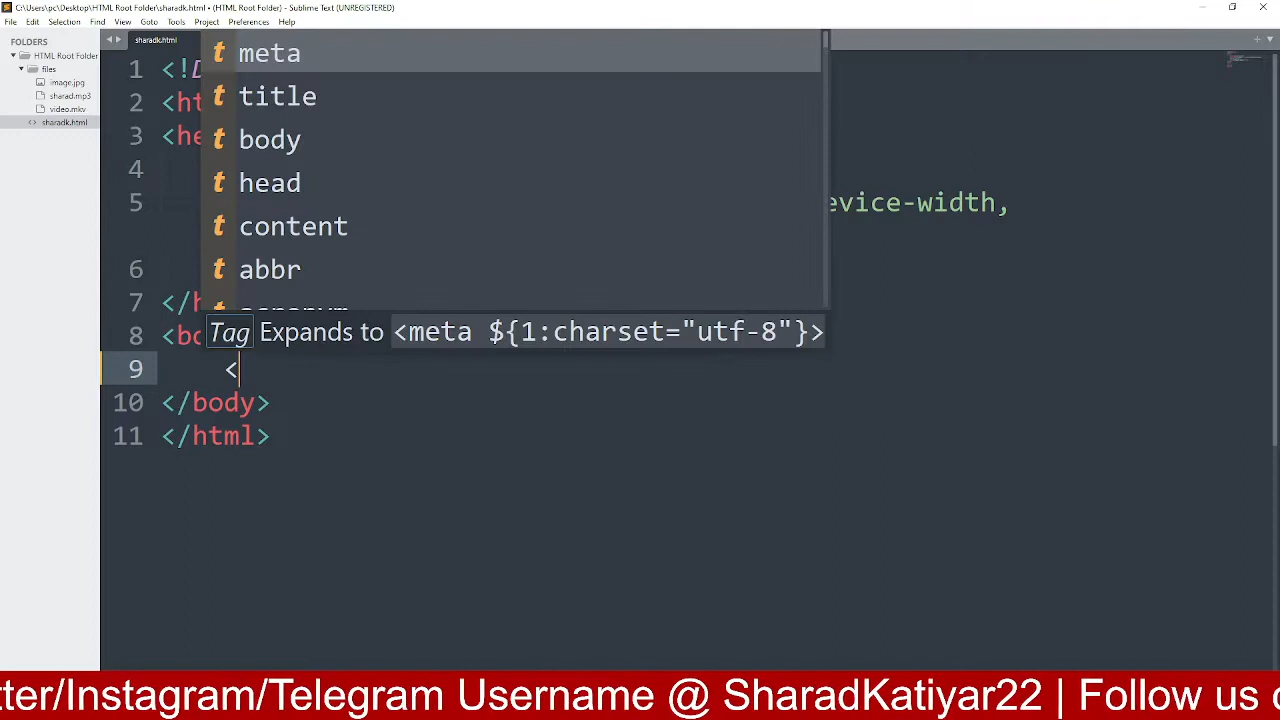 C:\Users\pc\Desktop\HTML Root Folder\sharadk.html • (HTML Root Folder) - Sublime Text (UNREGISTERED)
File Edit Selection Find View Goto Tools Project Preferences Help
FOLDERS
HTML Root Folder
files
image.jpg
sharad.mp3
video.mkv
sharadk.html
sharadk.html
1 <!D
2 <ht
3 <he
4
5 evice-width,
6
7 </h
8 <bo
9 <
10 </body>
11 </html>
t meta
t title
t body
t head
t content
t abbr
t acronym
Tag Expands to <meta ${1:charset="utf-8"}>
tter/Instagram/Telegram Username @ SharadKatiyar22 | Follow us o